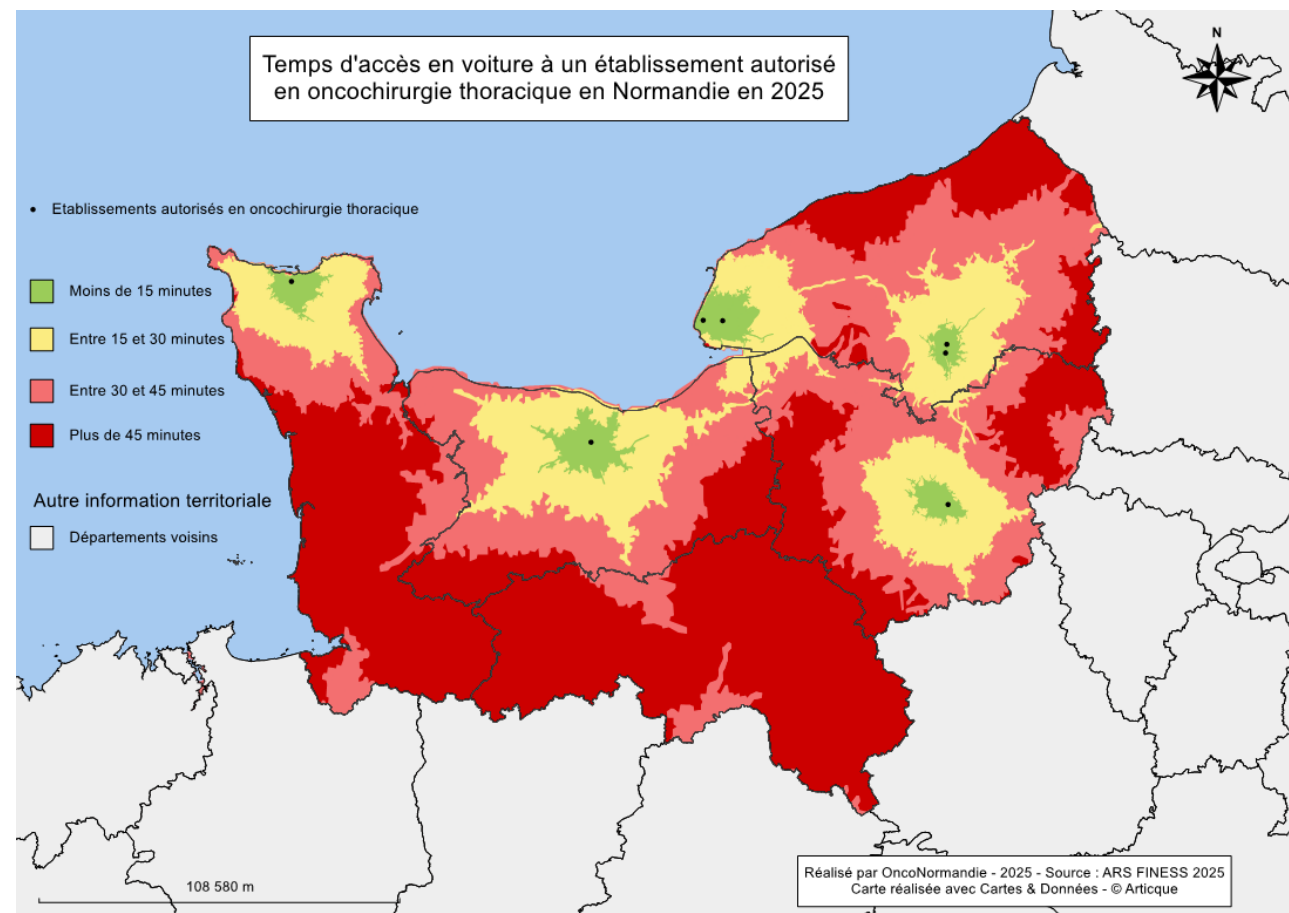 Temps d'accès en voiture à un établissement autorisé
en oncochirurgie thoracique en Normandie en 2025
N
Etablissements autorisés en oncochirurgie thoracique
Moins de 15 minutes
Entre 15 et 30 minutes
Entre 30 et 45 minutes
Plus de 45 minutes
Autre information territoriale
Départements voisins
108 580 m
Réalisé par OncoNormandie - 2025 - Source : ARS FINESS 2025
Carte réalisée avec Cartes & Données - © Articque